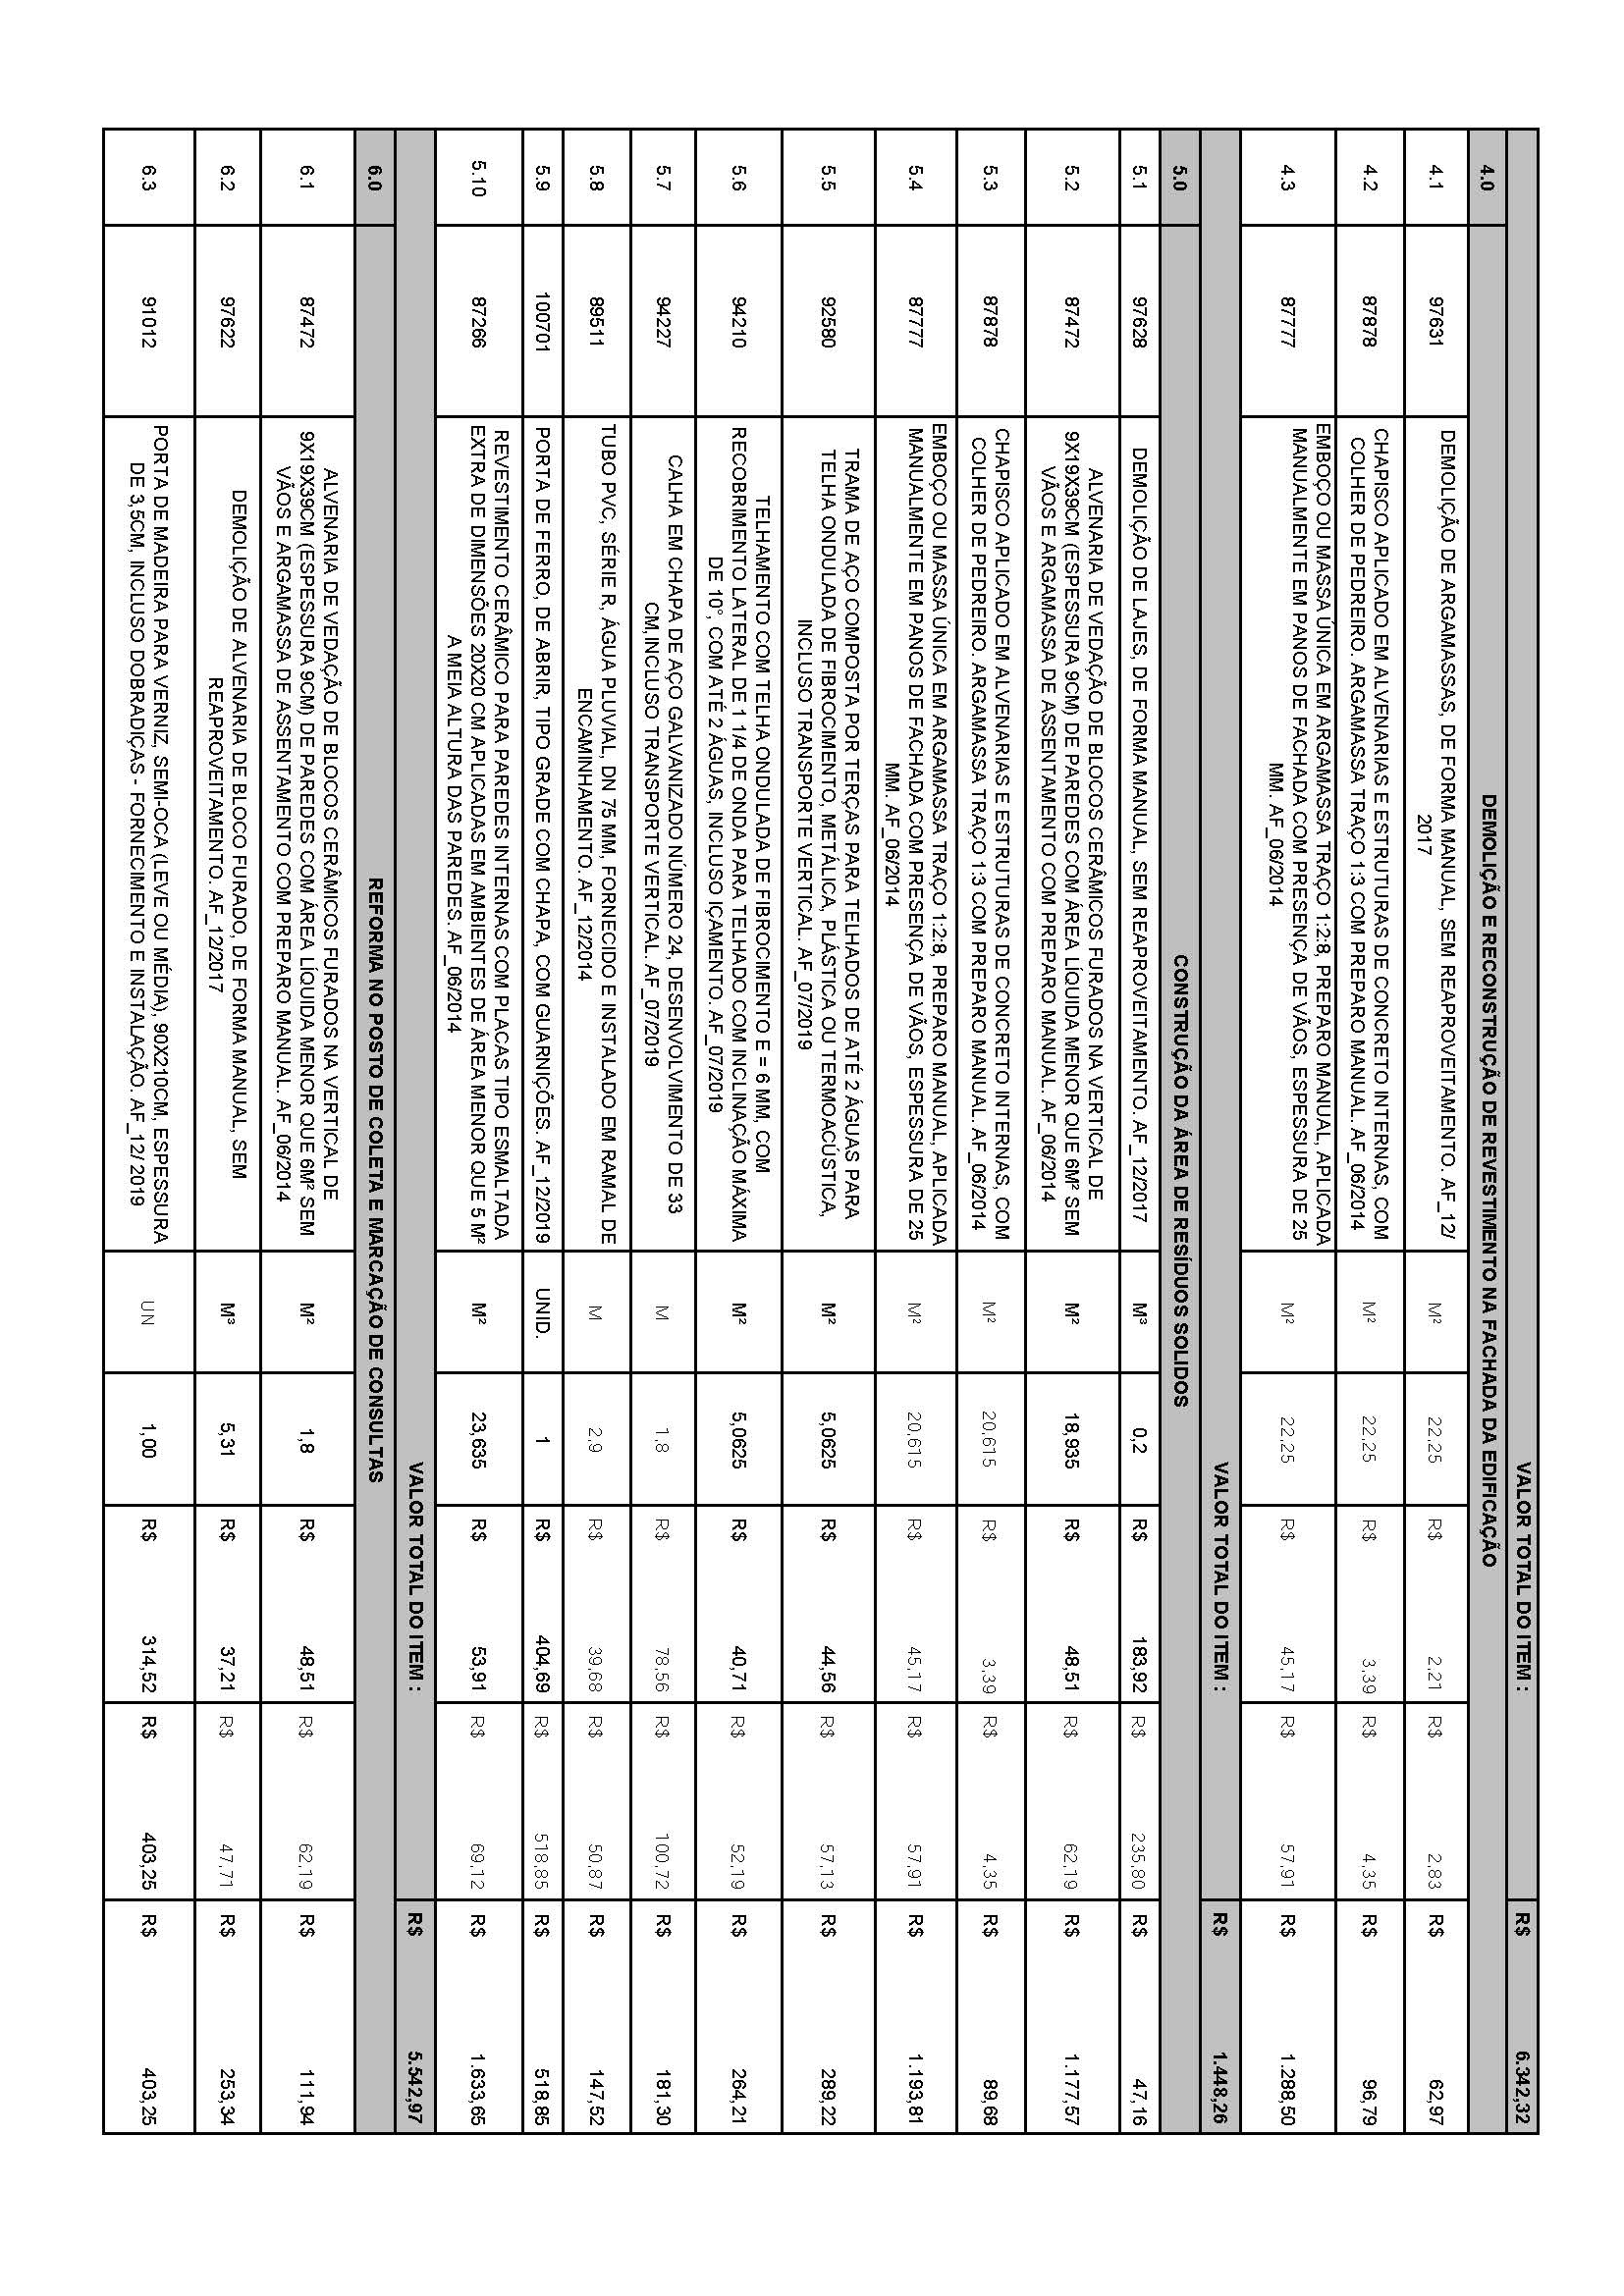 VALOR TOTAL DO ITEM : R$ 6.342,32
4.0 DEMOLIÇÃO E RECONSTRUÇÃO DE REVESTIMENTO NA FACHADA DA EDIFICAÇÃO
4.1 97631 DEMOLIÇÃO DE ARGAMASSAS, DE FORMA MANUAL, SEM REAPROVEITAMENTO. AF_12/
2017 M² 22,25 R$ 2,21 R$ 2,83 R$ 62,97
4.2 87878 CHAPISCO APLICADO EM ALVENARIAS E ESTRUTURAS DE CONCRETO INTERNAS, COM
COLHER DE PEDREIRO. ARGAMASSA TRAÇO 1:3 COM PREPARO MANUAL. AF_06/2014 M² 22,25 R$ 3,39 R$ 4,35 R$ 96,79
4.3 87777 EMBOÇO OU MASSA ÚNICA EM ARGAMASSA TRAÇO 1:2:8, PREPARO MANUAL, APLICADA
MANUALMENTE EM PANOS DE FACHADA COM PRESENÇA DE VÃOS, ESPESSURA DE 25
MM. AF_06/2014 M² 22,25 R$ 45,17 R$ 57,91 R$ 1.288,50
VALOR TOTAL DO ITEM : R$ 1.448,26
5.0 CONSTRUÇÃO DA ÁREA DE RESÍDUOS SOLIDOS
5.1 97628 DEMOLIÇÃO DE LAJES, DE FORMA MANUAL, SEM REAPROVEITAMENTO. AF_12/2017 M³ 0,2 R$ 183,92 R$ 235,80 R$ 47,16
5.2 87472 ALVENARIA DE VEDAÇÃO DE BLOCOS CERÂMICOS FURADOS NA VERTICAL DE
9X19X39CM (ESPESSURA 9CM) DE PAREDES COM ÁREA LÍQUIDA MENOR QUE 6M² SEM
VÃOS E ARGAMASSA DE ASSENTAMENTO COM PREPARO MANUAL. AF_06/2014 M² 18,935 R$ 48,51 R$ 62,19 R$ 1.177,57
5.3 87878 CHAPISCO APLICADO EM ALVENARIAS E ESTRUTURAS DE CONCRETO INTERNAS, COM
COLHER DE PEDREIRO. ARGAMASSA TRAÇO 1:3 COM PREPARO MANUAL. AF_06/2014 M² 20,615 R$ 3,39 R$ 4,35 R$ 89,68
5.4 87777 EMBOÇO OU MASSA ÚNICA EM ARGAMASSA TRAÇO 1:2:8, PREPARO MANUAL, APLICADA
MANUALMENTE EM PANOS DE FACHADA COM PRESENÇA DE VÃOS, ESPESSURA DE 25
MM. AF_06/2014 M² 20,615 R$ 45,17 R$ 57,91 R$ 1.193,81
5.5 92580 TRAMA DE AÇO COMPOSTA POR TERÇAS PARA TELHADOS DE ATÉ 2 ÁGUAS PARA
TELHA ONDULADA DE FIBROCIMENTO, METÁLICA, PLÁSTICA OU TERMOACÚSTICA,
INCLUSO TRANSPORTE VERTICAL. AF_07/2019 M² 5,0625 R$ 44,56 R$ 57,13 R$ 289,22
5.6 94210 TELHAMENTO COM TELHA ONDULADA DE FIBROCIMENTO E = 6 MM, COM
RECOBRIMENTO LATERAL DE 1 1/4 DE ONDA PARA TELHADO COM INCLINAÇÃO MÁXIMA
DE 10°, COM ATÉ 2 ÁGUAS, INCLUSO IÇAMENTO. AF_07/2019 M² 5,0625 R$ 40,71 R$ 52,19 R$ 264,21
5.7 94227 CALHA EM CHAPA DE AÇO GALVANIZADO NÚMERO 24, DESENVOLVIMENTO DE 33
CM,INCLUSO TRANSPORTE VERTICAL. AF_07/2019 M 1,8 R$ 78,56 R$ 100,72 R$ 181,30
5.8 89511 TUBO PVC, SÉRIE R, ÁGUA PLUVIAL, DN 75 MM, FORNECIDO E INSTALADO EM RAMAL DE
ENCAMINHAMENTO. AF_12/2014 M 2,9 R$ 39,68 R$ 50,87 R$ 147,52
5.9 100701 PORTA DE FERRO, DE ABRIR, TIPO GRADE COM CHAPA, COM GUARNIÇÕES. AF_12/2019 UNID. 1 R$ 404,69 R$ 518,85 R$ 518,85
5.10 87266 REVESTIMENTO CERÂMICO PARA PAREDES INTERNAS COM PLACAS TIPO ESMALTADA
EXTRA DE DIMENSÕES 20X20 CM APLICADAS EM AMBIENTES DE ÁREA MENOR QUE 5 M²
A MEIA ALTURA DAS PAREDES. AF_06/2014 M² 23,635 R$ 53,91 R$ 69,12 R$ 1.633,65
VALOR TOTAL DO ITEM : R$ 5.542,97
6.0 REFORMA NO POSTO DE COLETA E MARCAÇÃO DE CONSULTAS
6.1 87472 ALVENARIA DE VEDAÇÃO DE BLOCOS CERÂMICOS FURADOS NA VERTICAL DE
9X19X39CM (ESPESSURA 9CM) DE PAREDES COM ÁREA LÍQUIDA MENOR QUE 6M² SEM
VÃOS E ARGAMASSA DE ASSENTAMENTO COM PREPARO MANUAL. AF_06/2014 M² 1,8 R$ 48,51 R$ 62,19 R$ 111,94
6.2 97622 DEMOLIÇÃO DE ALVENARIA DE BLOCO FURADO, DE FORMA MANUAL, SEM
REAPROVEITAMENTO. AF_12/2017 M³ 5,31 R$ 37,21 R$ 47,71 R$ 253,34
6.3 91012 PORTA DE MADEIRA PARA VERNIZ, SEMI-OCA (LEVE OU MÉDIA), 90X210CM, ESPESSURA
DE 3,5CM, INCLUSO DOBRADIÇAS - FORNECIMENTO E INSTALAÇÃO. AF_12/ 2019 UN 1,00 R$ 314,52 R$ 403,25 R$ 403,25